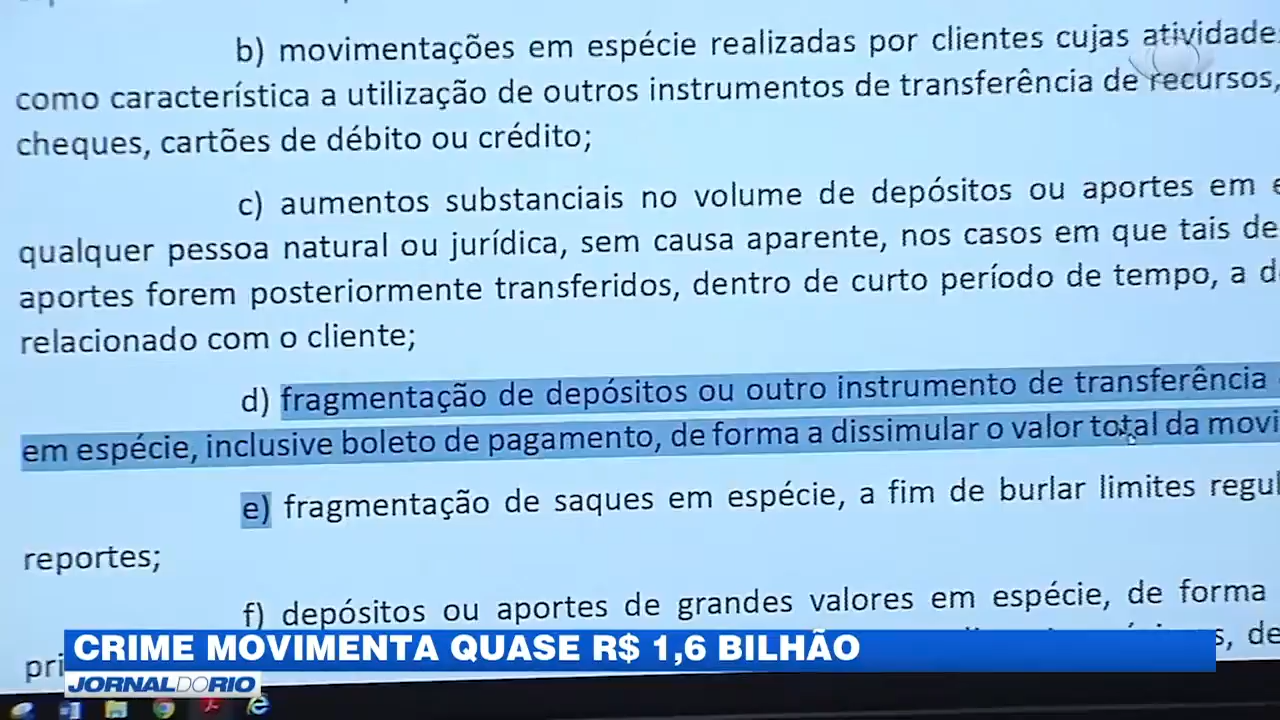 b) movimentações em espécie realizadas por clientes cujas
como característica a utilização de outros instrumentos de transferência de recursos,
cheques, cartões de débito ou crédito;
c) aumentos substanciais no volume de depósitos ou aportes em
qualquer pessoa natural ou jurídica, sem causa aparente, nos casos em que tais
aportes forem posteriormente transferidos, dentro de curto período de tempo, a
relacionado com o cliente;
d) fragmentação de depósitos ou outro instrumento de transferência
em espécie, inclusive boleto de pagamento, de forma a dissimular o valor total da
e) fragmentação de saques em espécie, a fim de burlar limites
reportes;
f) depósitos ou aportes de grandes valores em espécie, de forma
CRIME MOVIMENTA QUASE R$ 1,6 BILHÃO
JORNALDORIO